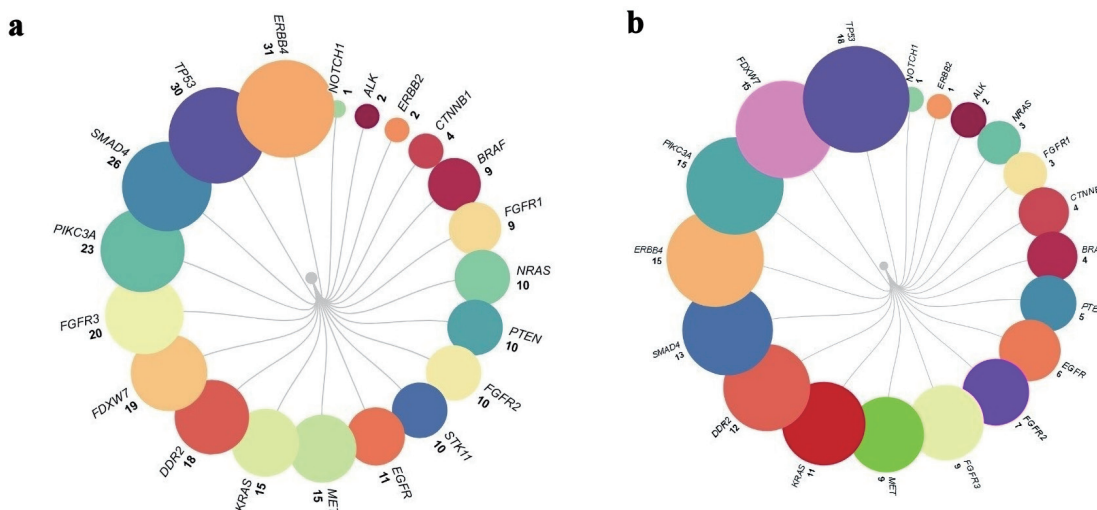 a
ERBB4
31
NOTCH1
1
ALK
2
ERBB2
2
CTNNB1
4
BRAF
9
FGFR1
9
NRAS
10
PTEN
10
FGFR2
10
STK11
10
EGFR
11
MET
15
KRAS
15
DDR2
18
FDXW7
19
FGFR3
20
PIKC3A
23
SMAD4
26
TP53
30
b
TP53
18
NOTCH1
1
ERBB2
1
ALK
2
NRAS
3
FGFR1
3
CTNNB
4
BRA
4
PTE
5
EGFR
6
FGFR2
7
FGFR3
9
MET
9
KRAS
11
DDR2
12
SMAD4
13
ERBB4
15
PIKC3A
15
FDXW7
15